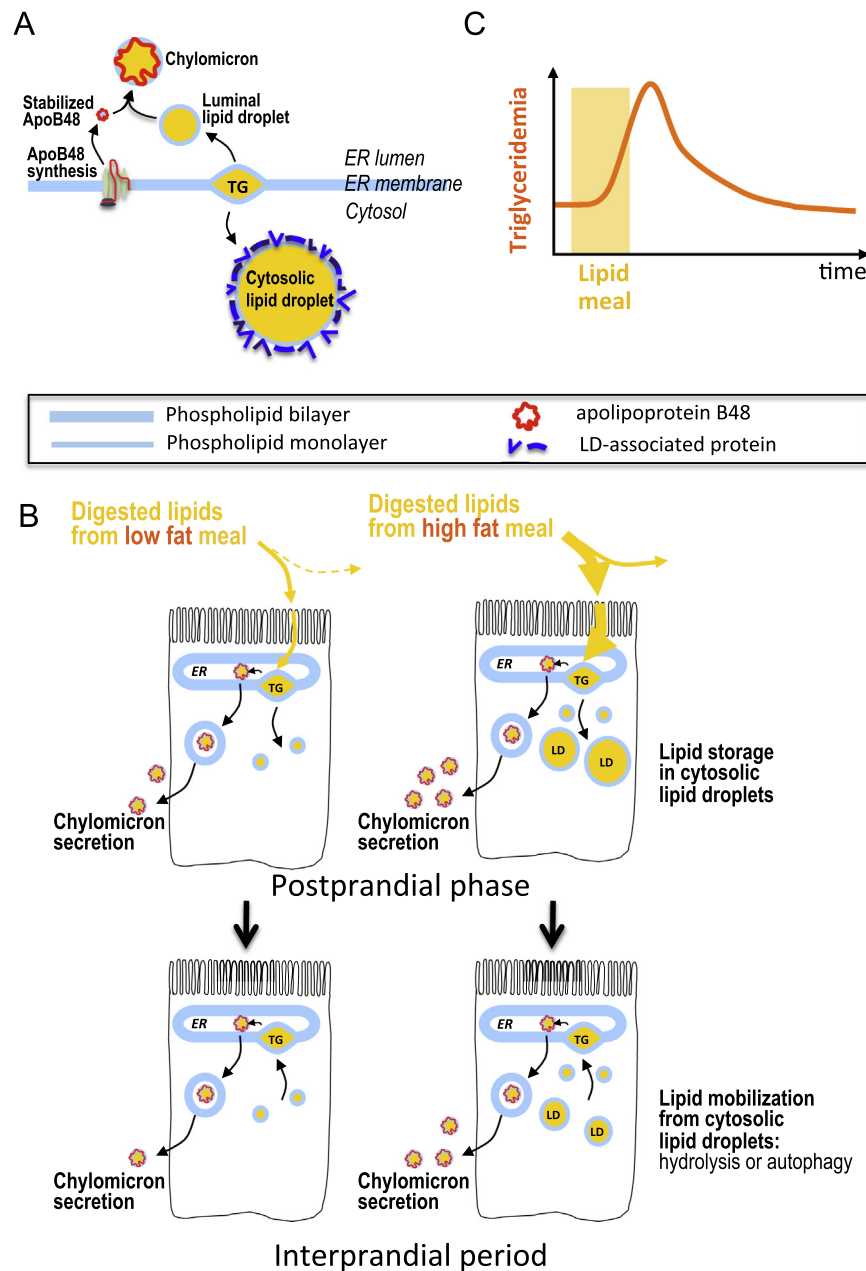 A
Chylomicron
Stabilized
ApoB48
Luminal
lipid droplet
ApoB48
synthesis
ER lumen
TG
ER membrane
Cytosol
Cytosolic
lipid droplet
C
Triglyceridemia
time
Lipid
meal
Phospholipid bilayer
apolipoprotein B48
Phospholipid monolayer
LD-associated protein
B
Digested lipids
from low fat meal
Digested lipids
from high fat meal
ER
TG
Chylomicron
secretion
ER
TG
LD
LD
Chylomicron
secretion
Lipid storage
in cytosolic
lipid droplets
Postprandial phase
ER
TG
Chylomicron
secretion
ER
TG
LD
LD
Chylomicron
secretion
Lipid mobilization
from cytosolic
lipid droplets:
hydrolysis or autophagy
Interprandial period